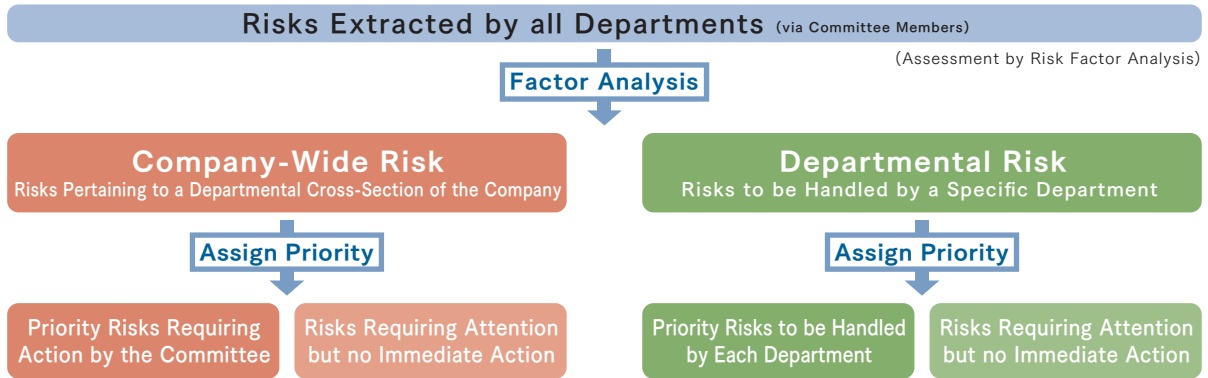 Risks Extracted by all Departments (via Committee Members)
(Assessment by Risk Factor Analysis)
Factor Analysis
Company-Wide Risk
Risks Pertaining to a Departmental Cross-Section of the Company
Departmental Risk
Risks to be Handled by a Specific Department
Assign Priority
Assign Priority
Priority Risks Requiring
Action by the Committee
Risks Requiring Attention
but no Immediate Action
Priority Risks to be Handled
by Each Department
Risks Requiring Attention
but no Immediate Action